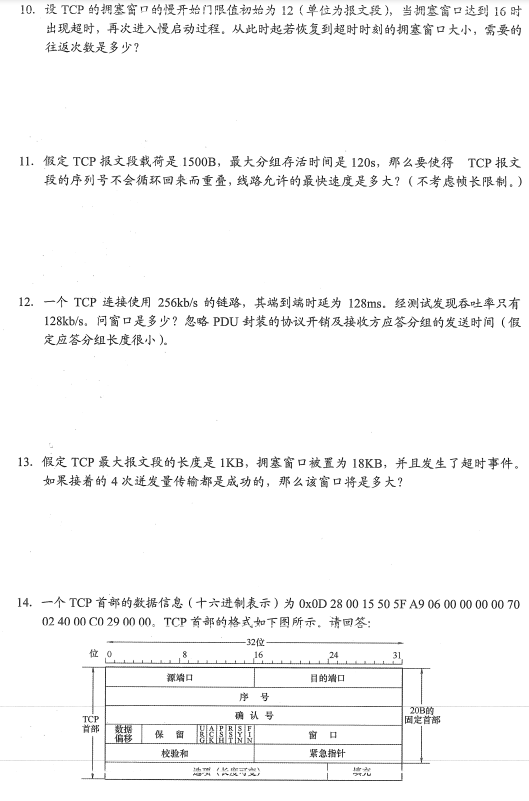 10. 设 TCP 的拥塞窗口的慢开始门限值初始为 12（单位为报文段），当拥塞窗口达到 16 时
出现超时，再次进入慢启动过程。从此时起若恢复到超时时刻的拥塞窗口大小，需要的
往返次数是多少？
11. 假定 TCP 报文段载荷是 1500B，最大分组存活时间是 120s，那么要使得 TCP 报文
段的序列号不会循环回来而重叠，线路允许的最快速度是多大？（不考虑帧长限制。）
12. 一个 TCP 连接使用 256kb/s 的链路，其端到端时延为 128ms。经测试发现吞吐率只有
128kb/s。问窗口是多少？忽略 PDU 封装的协议开销及接收方应答分组的发送时间（假
定应答分组长度很小）。
13. 假定 TCP 最大报文段的长度是 1KB，拥塞窗口被置为 18KB，并且发生了超时事件。
如果接着的 4 次迸发量传输都是成功的，那么该窗口将是多大？
14. 一个 TCP 首部的数据信息（十六进制表示）为 0x0D 28 00 15 50 5F A9 06 00 00 00 00 70
02 40 00 C0 29 00 00。TCP 首部的格式如下图所示。请回答：
32位
位 0 8 16 24 31
源端口 目的端口
序 号
确 认 号
TCP
首部
20B的
固定首部
数据
偏移 保 留 URG ACK PSH RST SYN FIN 窗 口
校验和 紧急指针
选项（长度可变） 填充